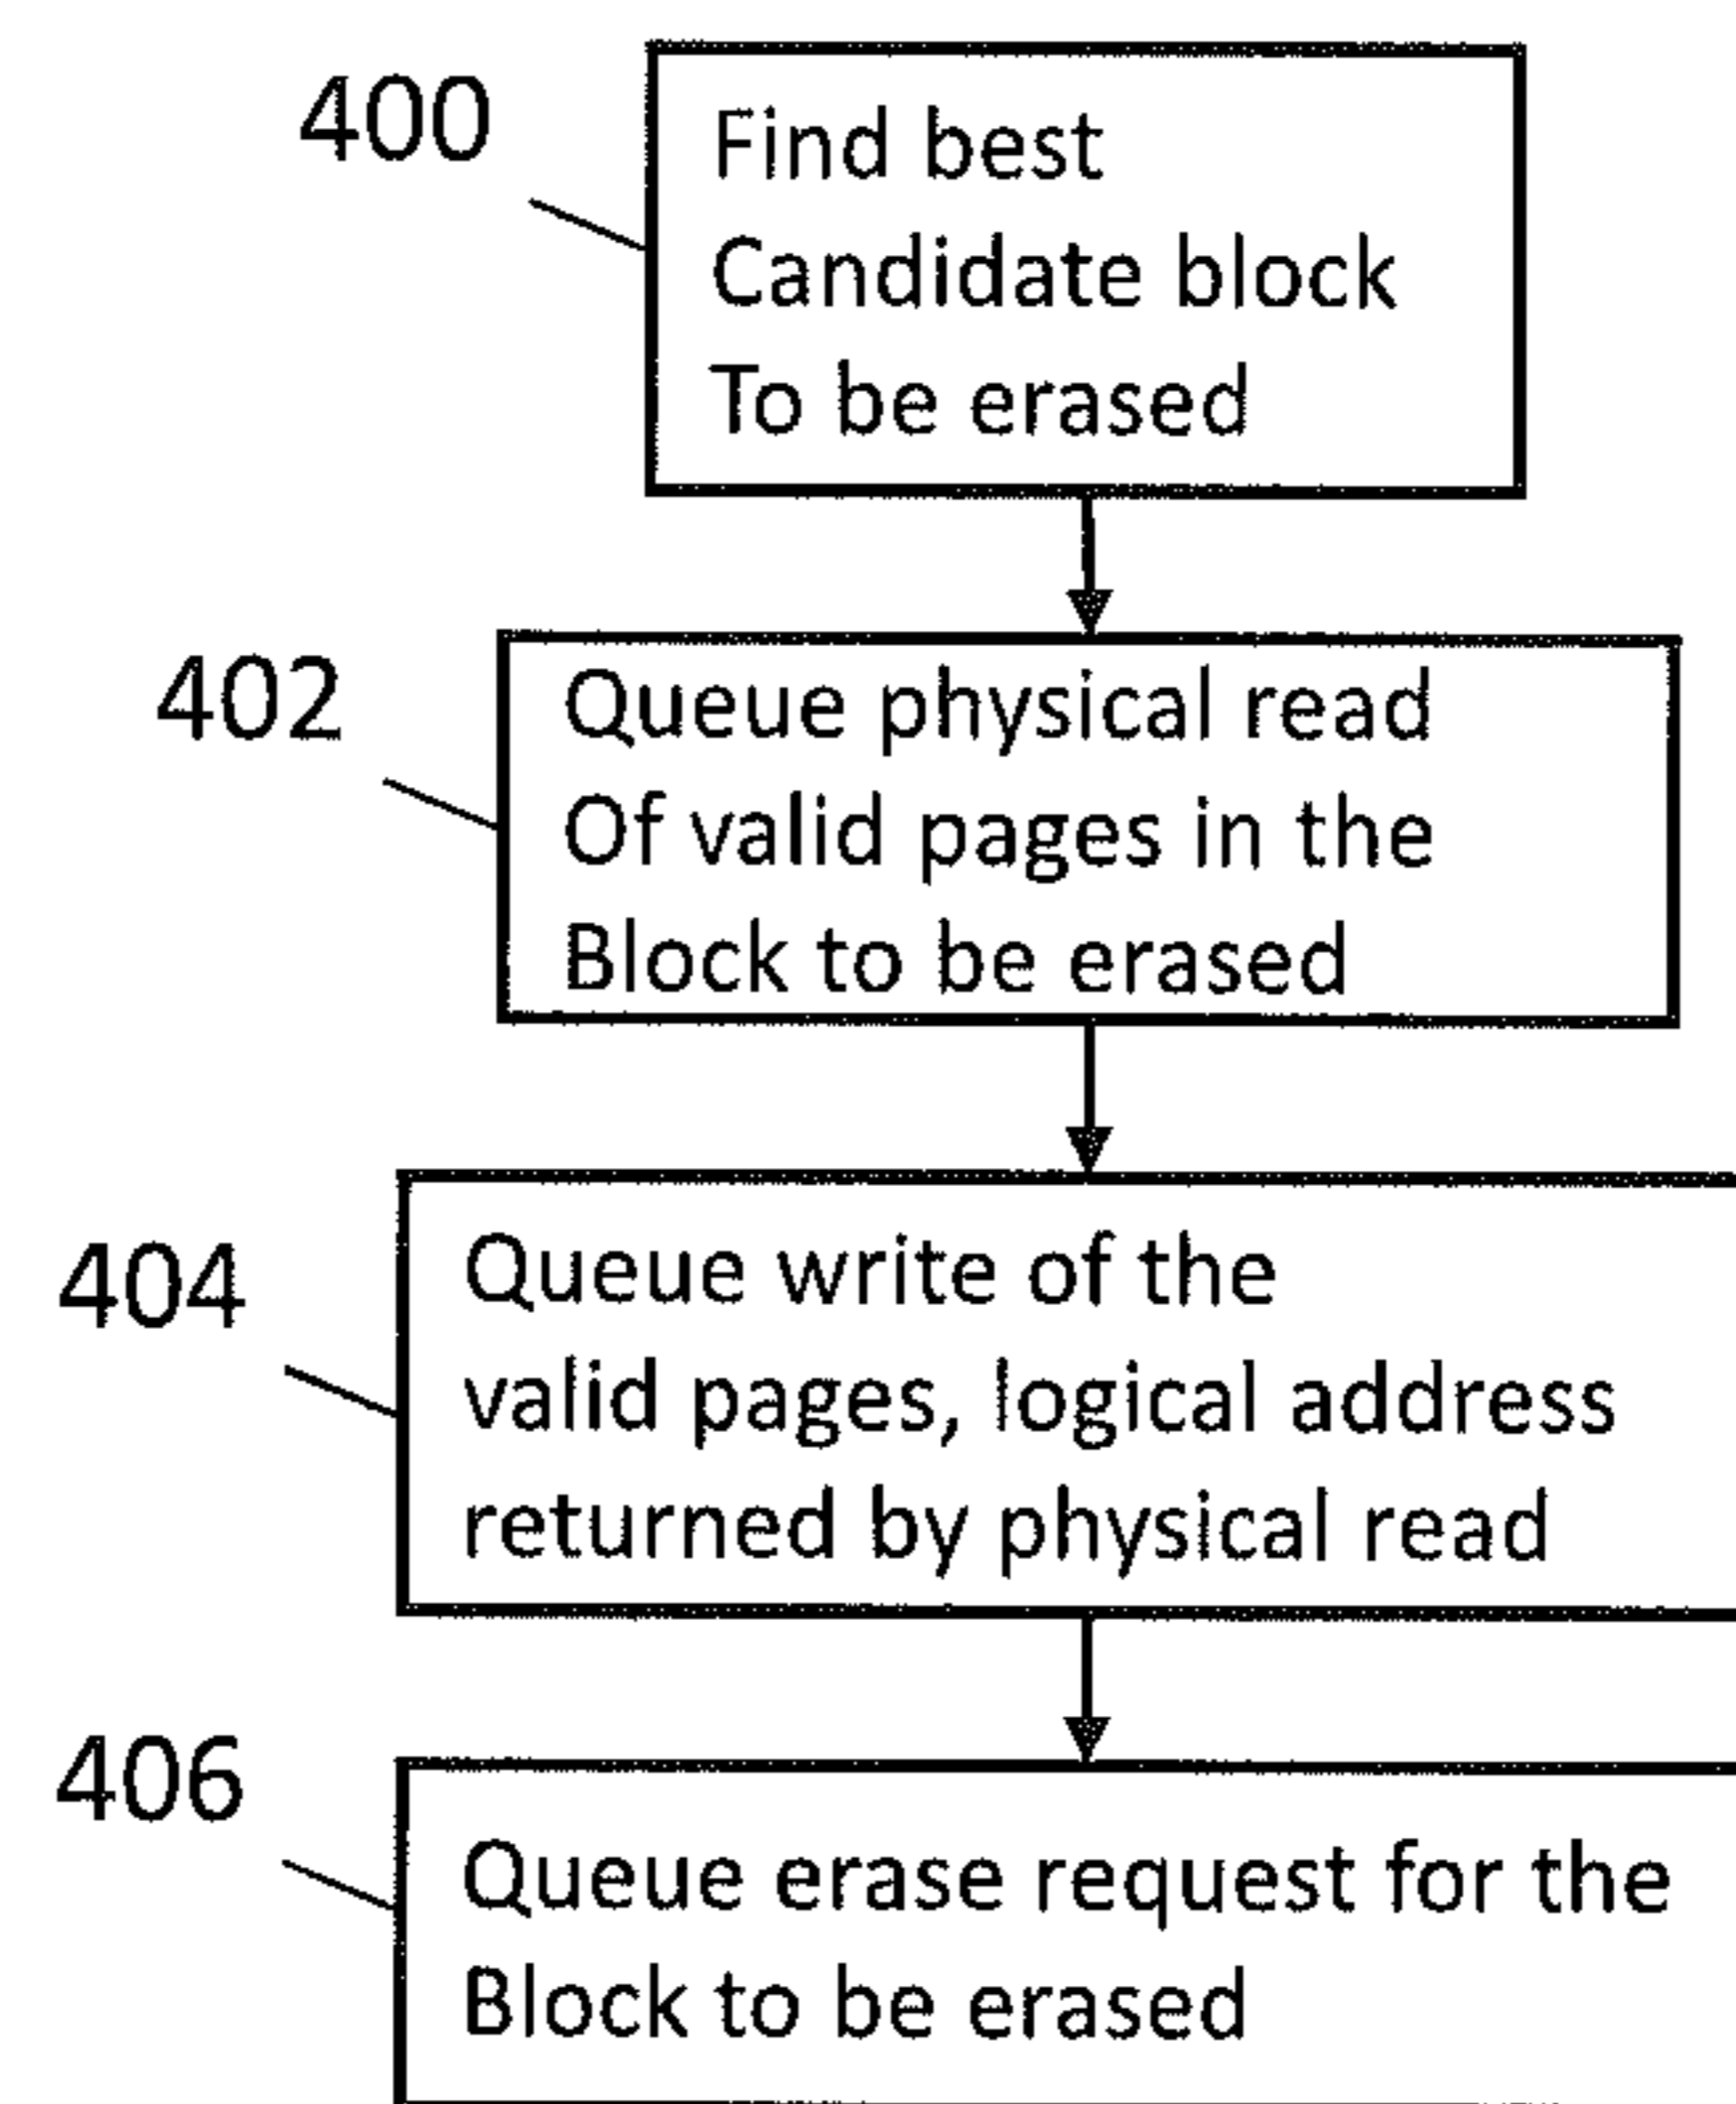 400
Find best
Candidate block
To be erased
402
Queue physical read
Of valid pages in the
Block to be erased
404
Queue write of the
valid pages, logical address
returned by physical read
406
Queue erase request for the
Block to be erased